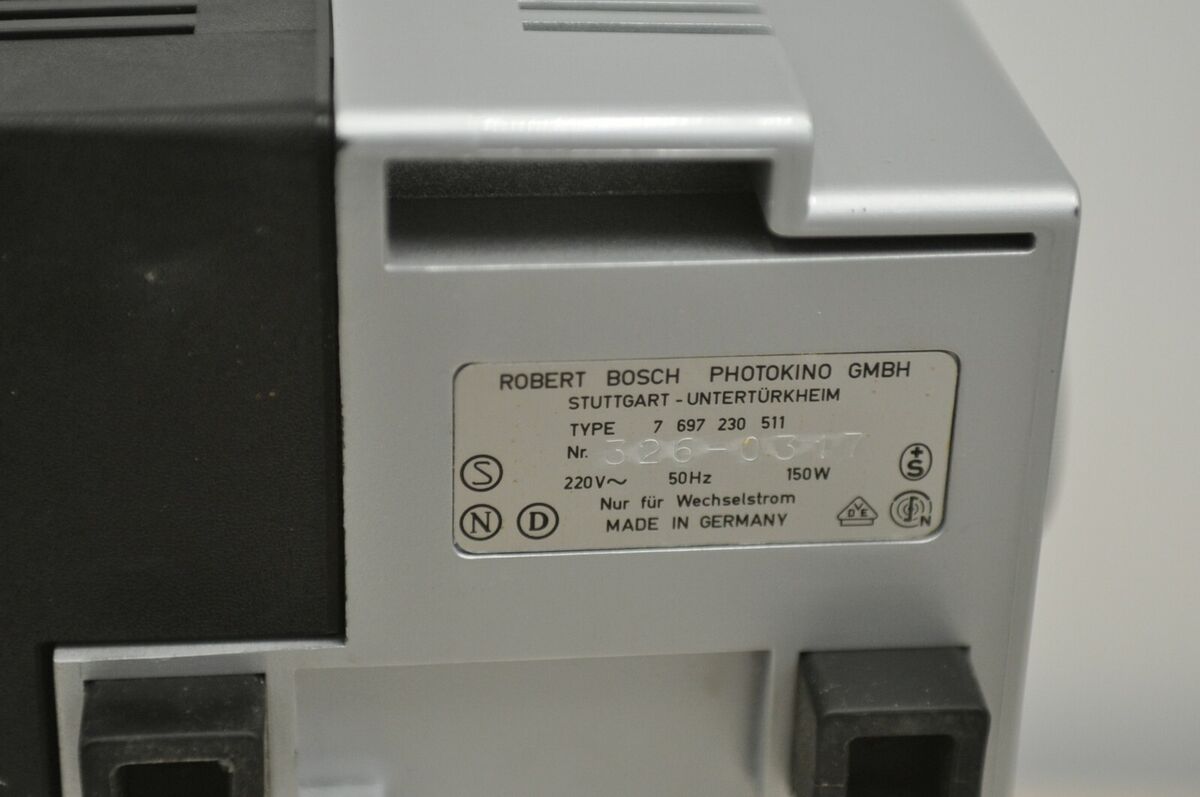 ROBERT BOSCH PHOTOKINO GMBH
STUTTGART - UNTERTÜRKHEIM
TYPE 7 697 230 511
Nr. 326-0317
220V~ 50Hz 150W
Nur für Wechselstrom
MADE IN GERMANY
S
N D
+S
VDE
N